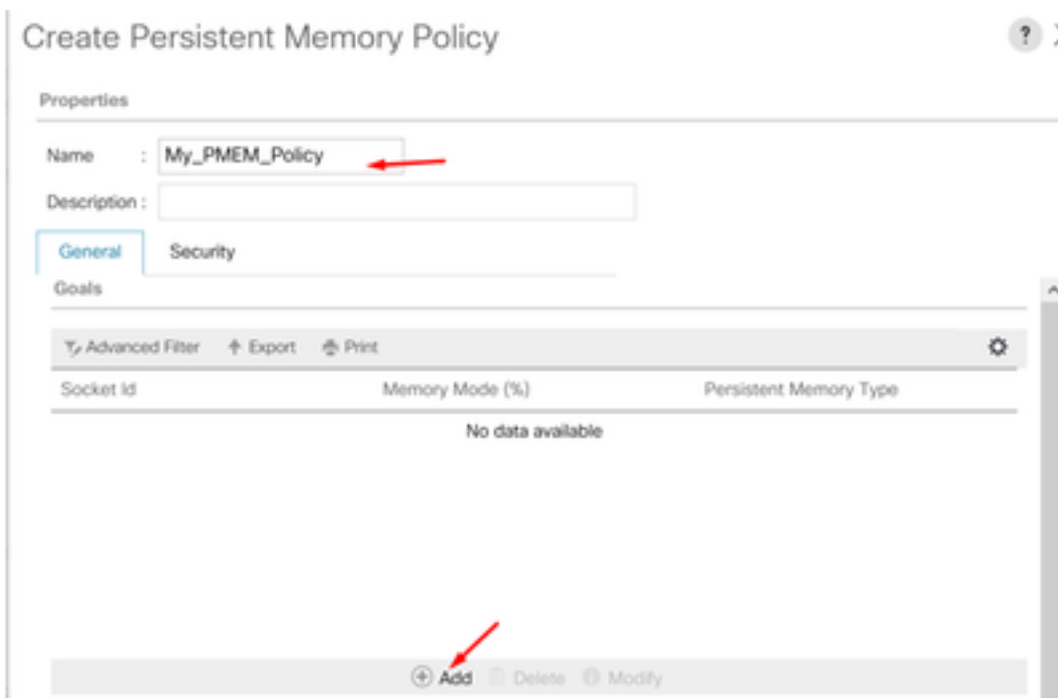 Create Persistent Memory Policy ?
Properties
Name : My_PMEM_Policy
Description :
General Security
Goals
Advanced Filter Export Print
Socket Id Memory Mode (%) Persistent Memory Type
No data available
Add Delete Modify